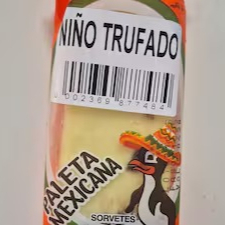 NIÑO TRUFADO
002369 877484
PALETA
MEXICANA
SORVETES